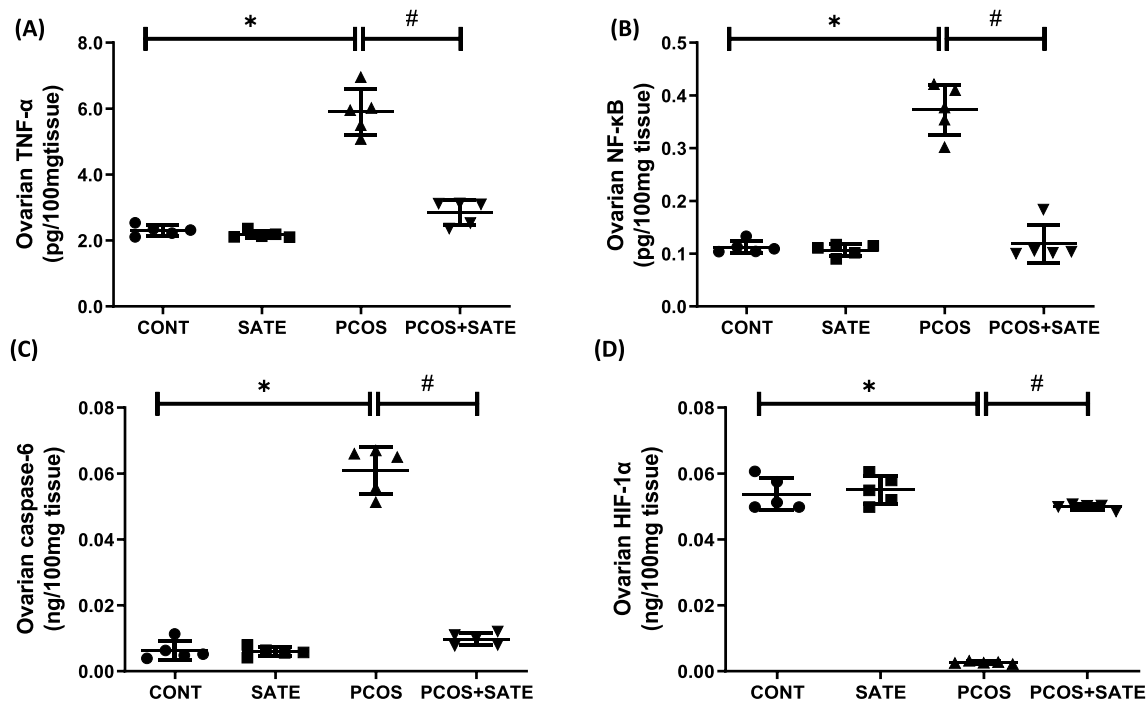 (A)
* #
Ovarian TNF-α
(pg/100mgtissue)
8.0
6.0
4.0
2.0
0.0
CONT SATE PCOS PCOS+SATE
(B)
* #
Ovarian NF-κB
(pg/100mg tissue)
0.5
0.4
0.3
0.2
0.1
0.0
CONT SATE PCOS PCOS+SATE
(C)
* #
Ovarian caspase-6
(ng/100mg tissue)
0.08
0.06
0.04
0.02
0.00
CONT SATE PCOS PCOS+SATE
(D)
* #
Ovarian HIF-1α
(ng/100mg tissue)
0.08
0.06
0.04
0.02
0.00
CONT SATE PCOS PCOS+SATE